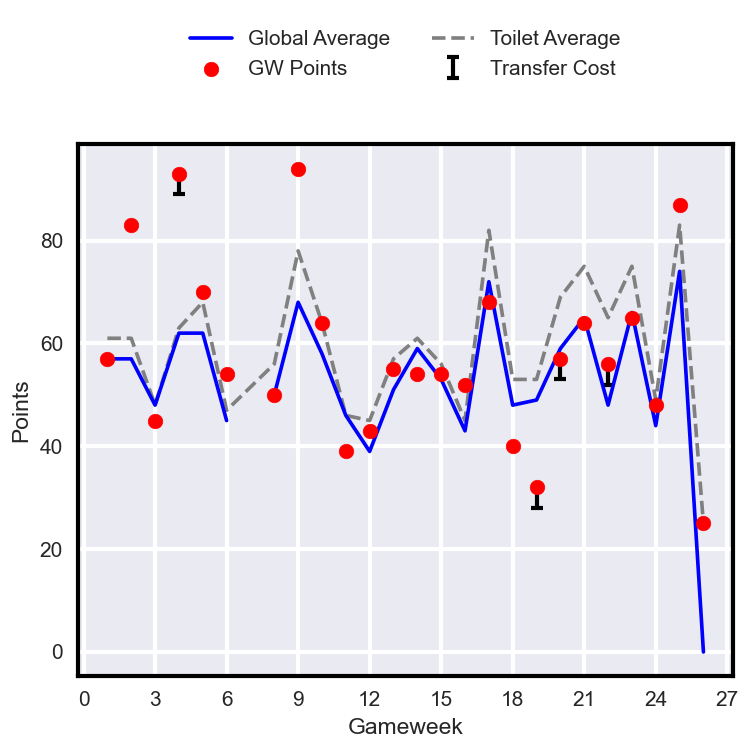 Global Average Toilet Average
GW Points Transfer Cost
Points
80
60
40
20
0
0 3 6 9 12 15 18 21 24 27
Gameweek